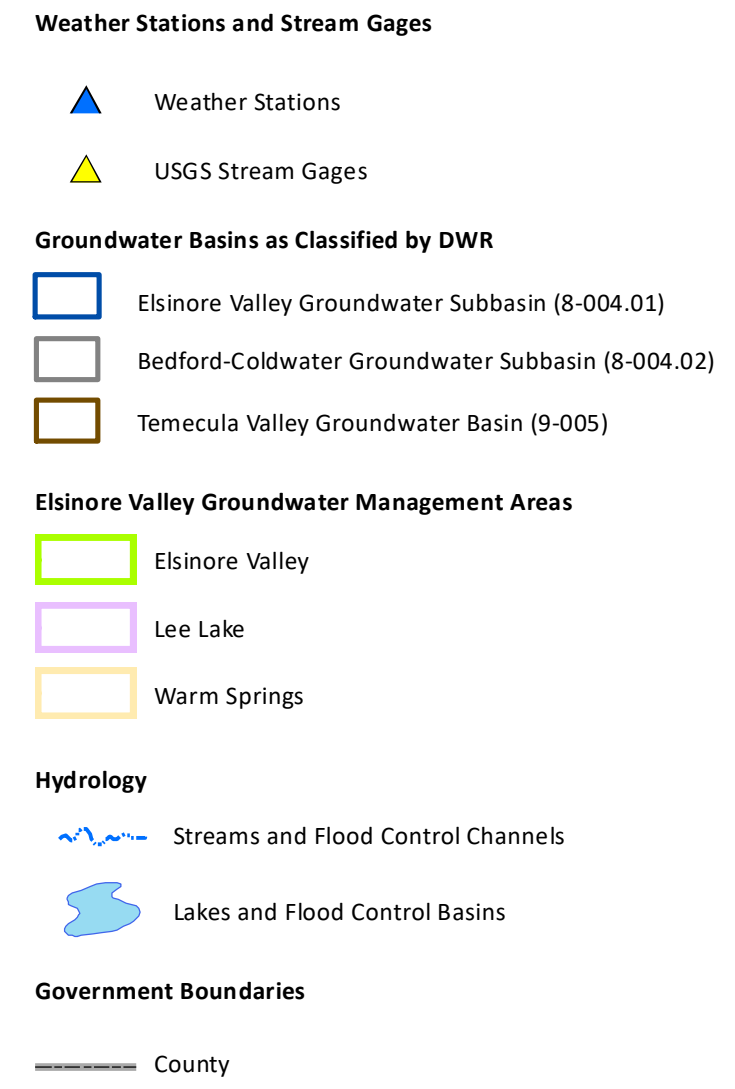 Weather Stations and Stream Gages
Weather Stations
USGS Stream Gages
Groundwater Basins as Classified by DWR
Elsinore Valley Groundwater Subbasin (8-004.01)
Bedford-Coldwater Groundwater Subbasin (8-004.02)
Temecula Valley Groundwater Basin (9-005)
Elsinore Valley Groundwater Management Areas
Elsinore Valley
Lee Lake
Warm Springs
Hydrology
Streams and Flood Control Channels
Lakes and Flood Control Basins
Government Boundaries
County